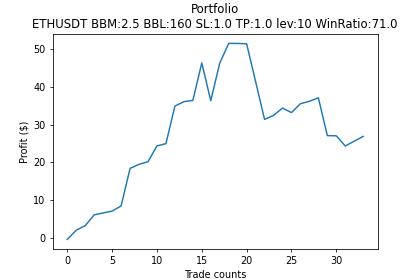 Portfolio
ETHUSDT BBM:2.5 BBL:160 SL:1.0 TP:1.0 lev:10 WinRatio:71.0
50
40
30
20
10
0
Profit ($)
0 5 10 15 20 25 30
Trade counts